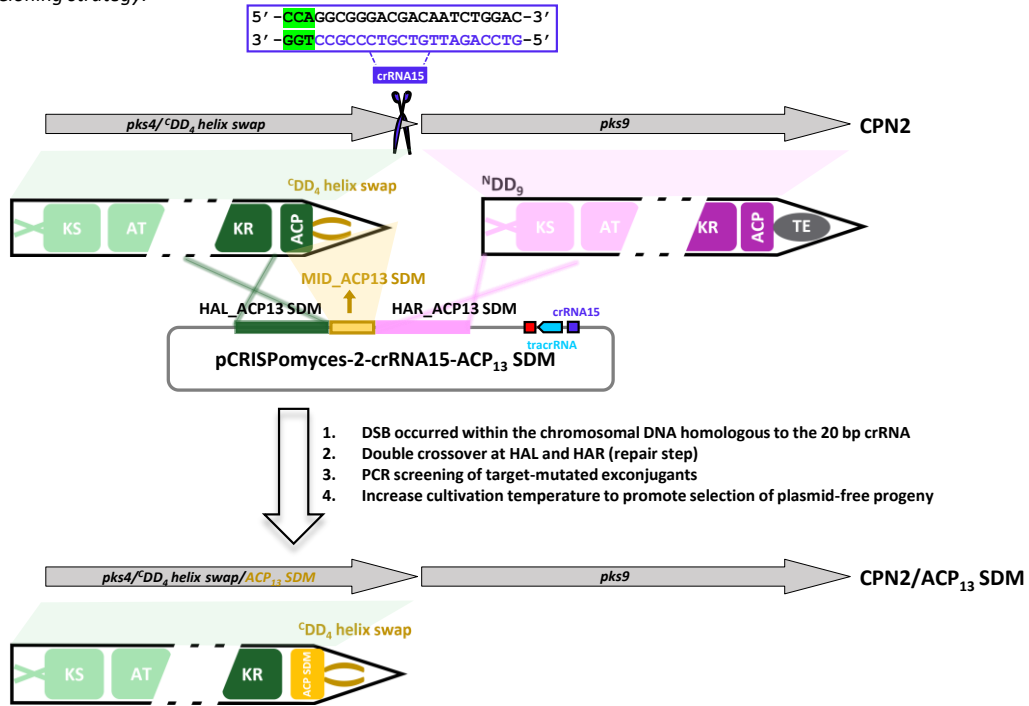 cloning strategy.
5’-CCAGGCGGGACGACAATCTGGAC-3’
3’-GGTCCGCCCTGCTGTTAGACCTG-5’
crRNA15
pks4/CDD4 helix swap
pks9
CPN2
CDD4 helix swap
NDD9
KS
AT
KR
ACP
KS
AT
KR
ACP
TE
MID_ACP13 SDM
HAL_ACP13 SDM
HAR_ACP13 SDM
crRNA15
tracrRNA
pCRISPomyces-2-crRNA15-ACP13 SDM
1. DSB occurred within the chromosomal DNA homologous to the 20 bp crRNA
2. Double crossover at HAL and HAR (repair step)
3. PCR screening of target-mutated exconjugants
4. Increase cultivation temperature to promote selection of plasmid-free progeny
pks4/CDD4 helix swap/ACP13 SDM
pks9
CPN2/ACP13 SDM
CDD4 helix swap
KS
AT
KR
ACP SDM